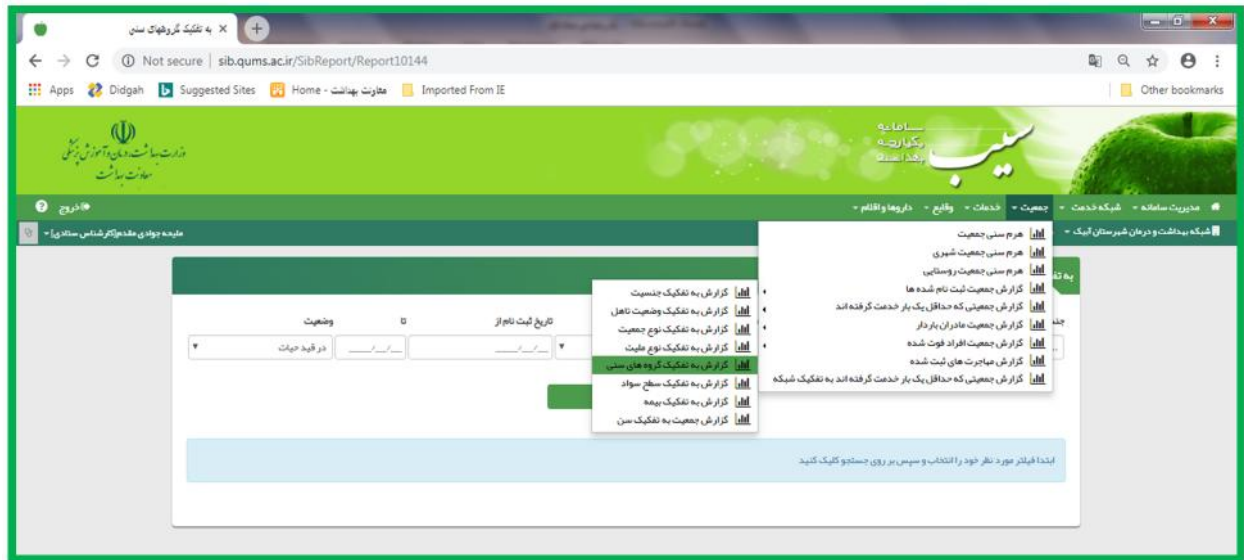 به تفکیک گروههای سنی
Not secure | sib.qums.ac.ir/SibReport/Report10144
Apps Didgah Suggested Sites Home - معاونت بهداشت Imported From IE Other bookmarks
وزارت بهداشت، درمان و آموزش پزشکی
معاونت بهداشت
سامانه
یکپارچه
بهداشت
سیب
مدیریت سامانه شبکه خدمت جمعیت خدمات وقایع داروها و اقلام خروج
شبکه بهداشت و درمان شهرستان آبیک
ملیحه جوادی مقدم[کارشناس ستادی]
هرم سنی جمعیت
هرم سنی جمعیت شهری
هرم سنی جمعیت روستایی
گزارش جمعیت ثبت نام شده ها
گزارش جمعیتی که حداقل یک بار خدمت گرفته اند
گزارش جمعیت مادران باردار
گزارش جمعیت افراد فوت شده
گزارش مهاجرت های ثبت شده
گزارش جمعیتی که حداقل یک بار خدمت گرفته اند به تفکیک شبکه
گزارش به تفکیک جنسیت
گزارش به تفکیک وضعیت تاهل
گزارش به تفکیک نوع جمعیت
گزارش به تفکیک نوع ملیت
گزارش به تفکیک گروه های سنی
گزارش به تفکیک سطح سواد
گزارش به تفکیک بیمه
گزارش جمعیت به تفکیک سن
تاریخ ثبت نام از تا وضعیت
__/__/____ __/__/____ در قید حیات
ابتدا فیلتر مورد نظر خود را انتخاب و سپس بر روی جستجو کلیک کنید